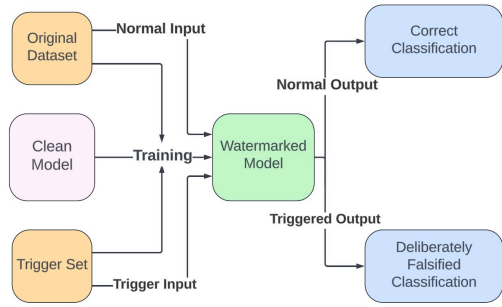 Original
Dataset
Normal Input
Correct
Classification
Normal Output
Clean
Model
Training
Watermarked
Model
Triggered Output
Trigger Set
Trigger Input
Deliberately
Falsified
Classification